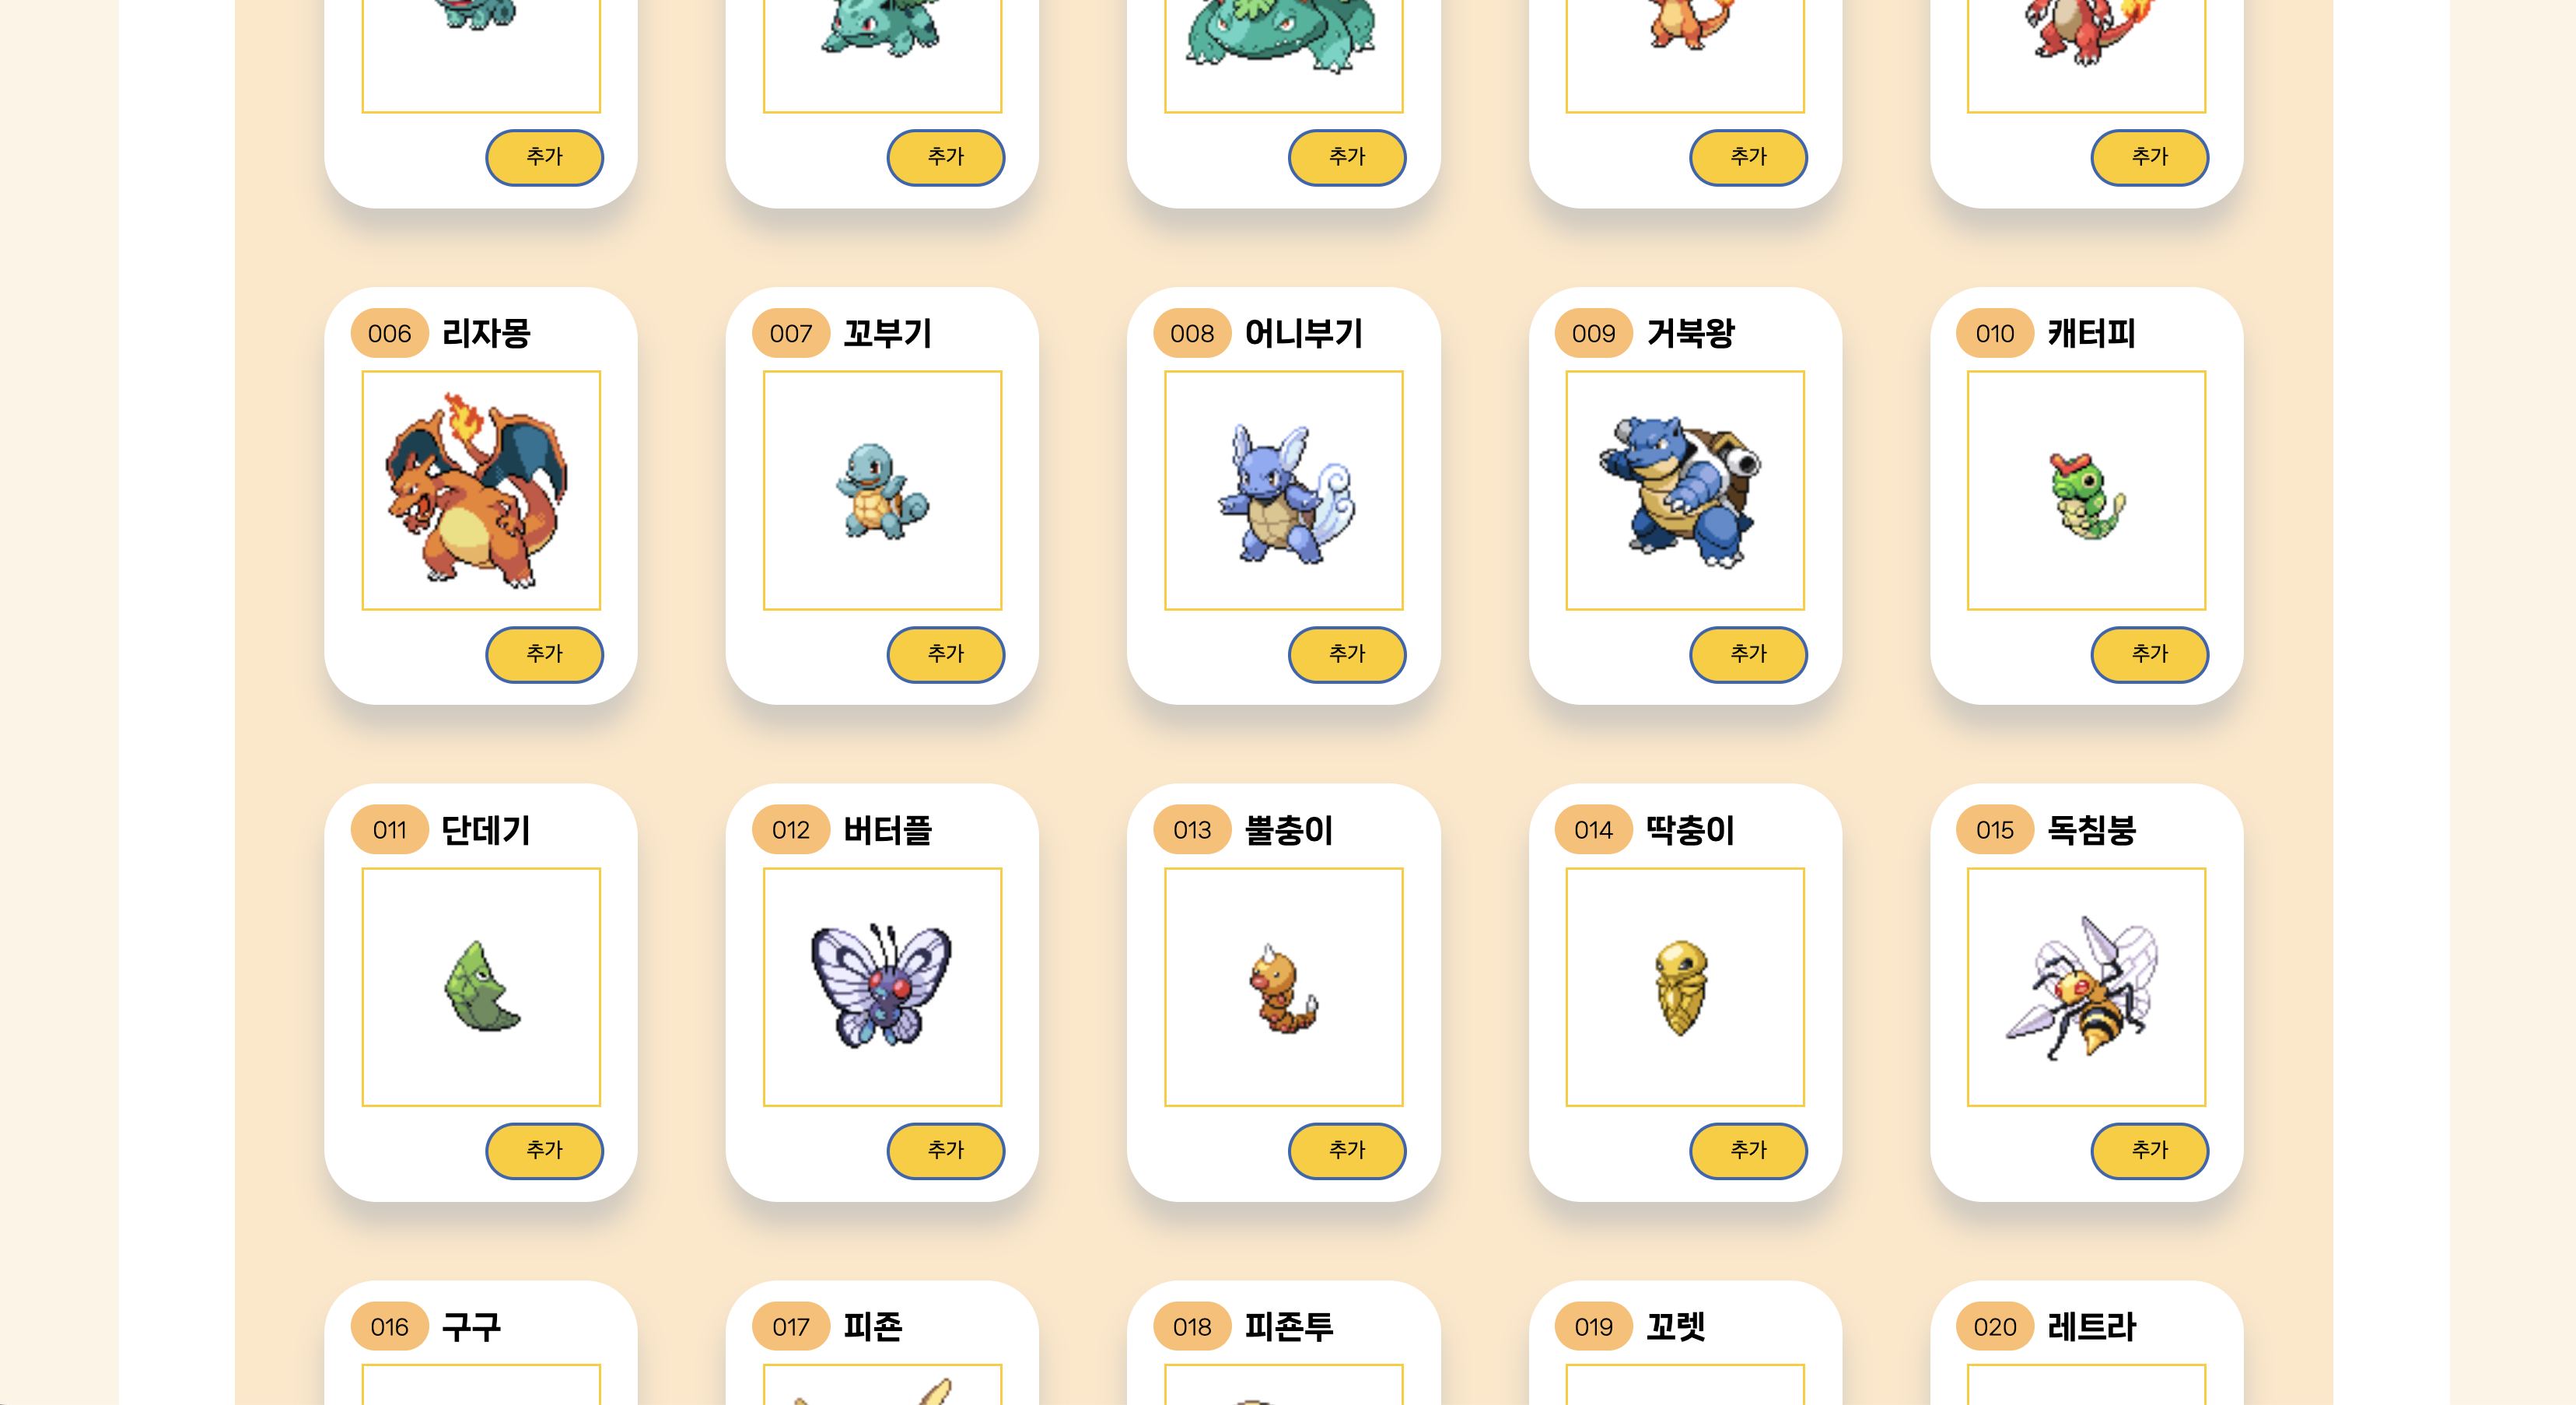 추가 추가 추가 추가 추가
006 리자몽 007 꼬부기 008 어니부기 009 거북왕 010 캐터피
추가 추가 추가 추가 추가
011 단데기 012 버터플 013 뿔충이 014 딱충이 015 독침붕
추가 추가 추가 추가 추가
016 구구 017 피죤 018 피죤투 019 꼬렛 020 레트라